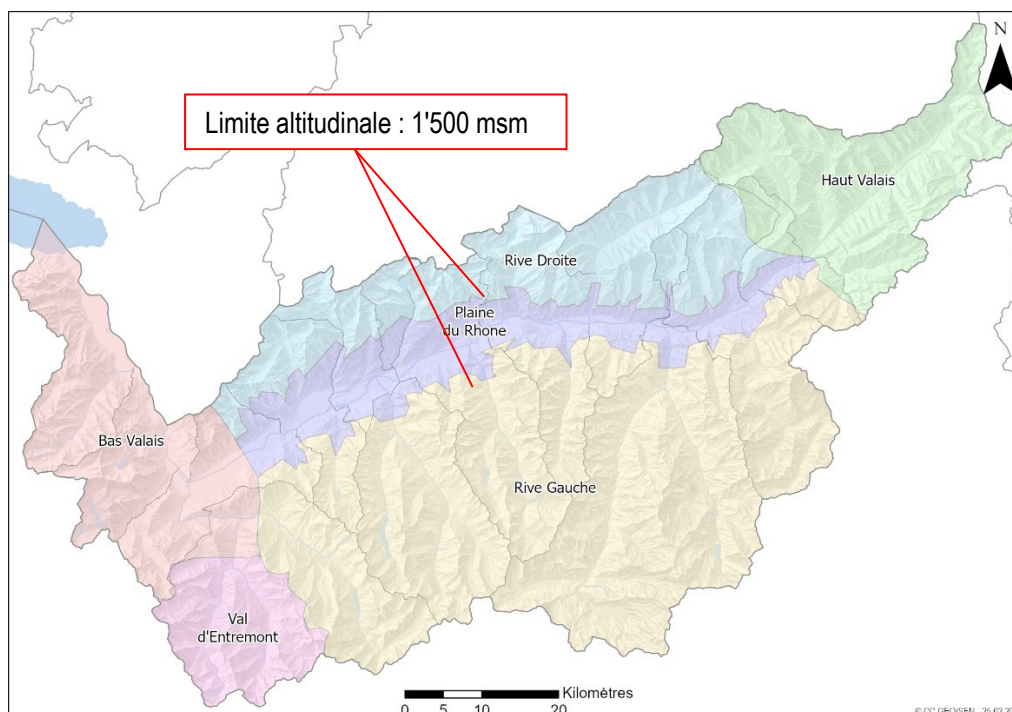 N
Limite altitudinale : 1'500 msm
Haut Valais
Rive Droite
Plaine
du Rhone
Bas Valais
Rive Gauche
Val
d'Entremont
Kilomètres
0 5 10 20